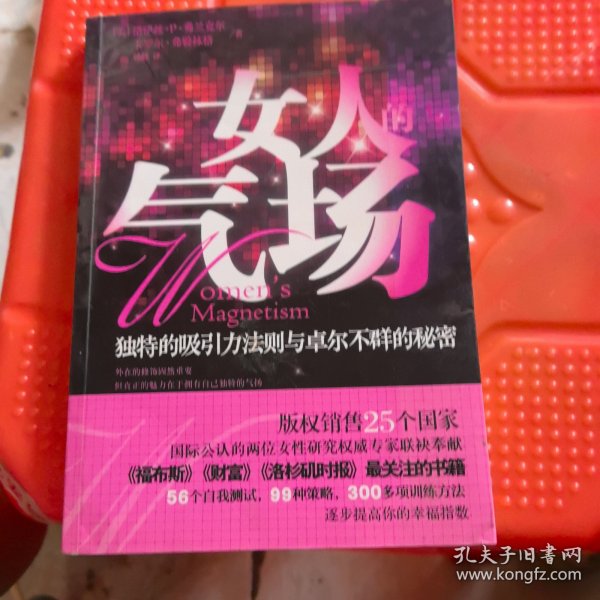 女人的
气场
Women's
Magnetism
独特的吸引力法则与卓尔不群的秘密
外在的修饰固然重要
但真正的魅力在于拥有自己独特的气场
版权销售25个国家
国际公认的两位女性研究权威专家联袂奉献
《福布斯》《财富》《洛杉矶时报》最关注的书籍
56个自我测试，99种策略，300多项训练方法
逐步提高你的幸福指数
孔夫子旧书网
www.kongfz.com